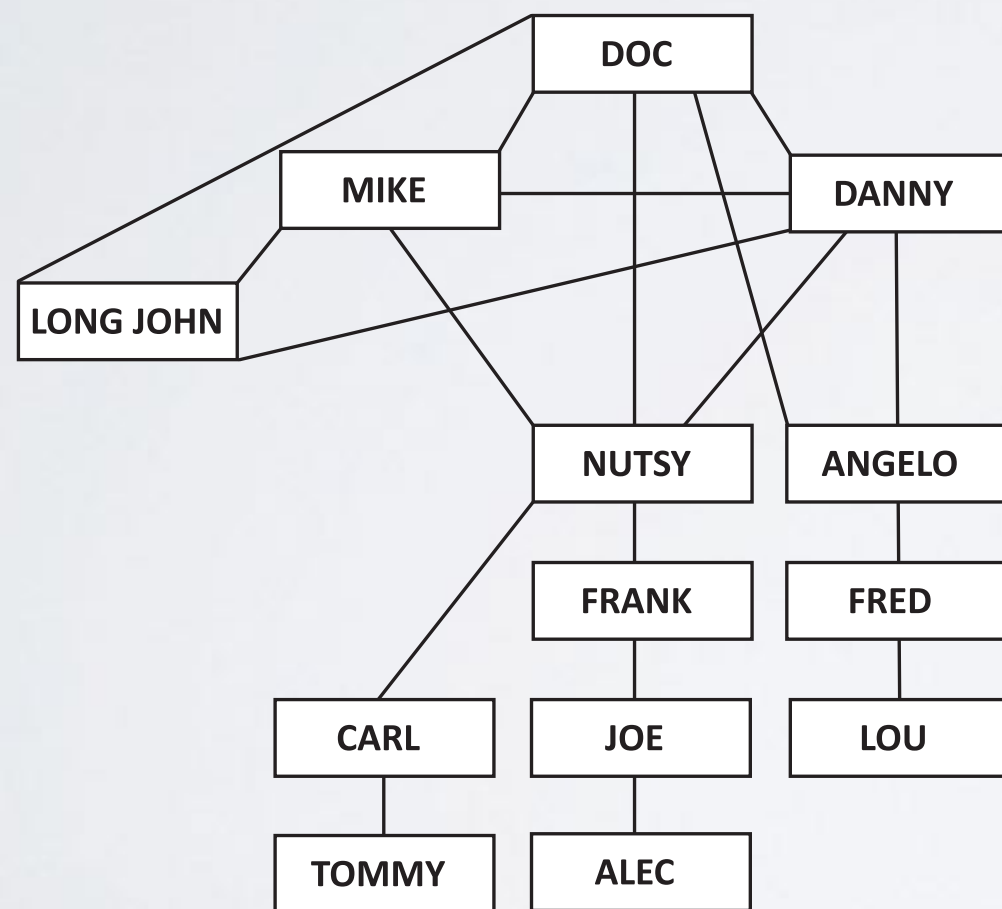 DOC
MIKE
DANNY
LONG JOHN
NUTSY
ANGELO
FRANK
FRED
CARL
JOE
LOU
TOMMY
ALEC